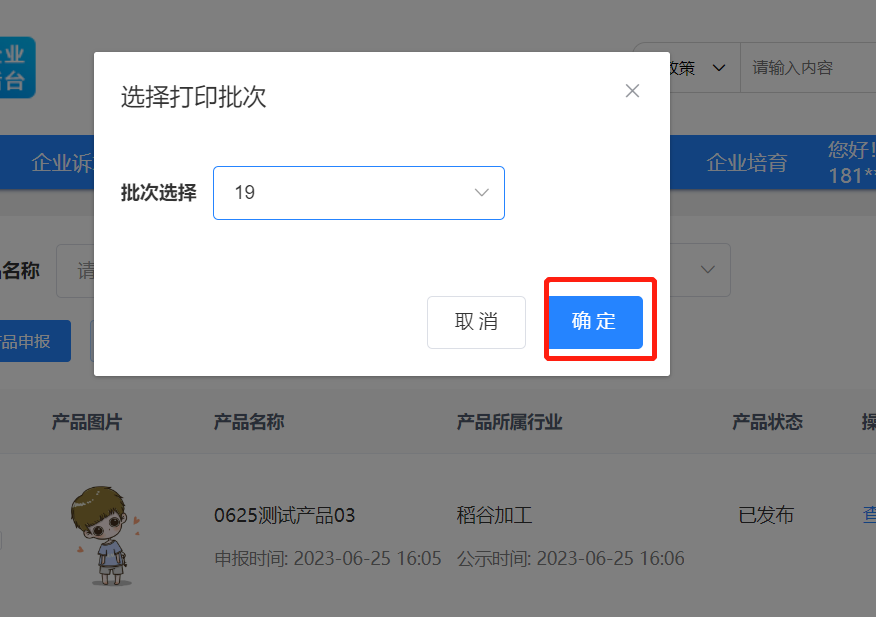 业
台
选择打印批次
政策
请输入内容
企业诉
企业培育
您好!
181**
批次选择
19
名称
请
取消
确定
品申报
产品图片
产品名称
产品所属行业
产品状态
操
0625测试产品03
稻谷加工
已发布
查
申报时间: 2023-06-25 16:05
公示时间: 2023-06-25 16:06